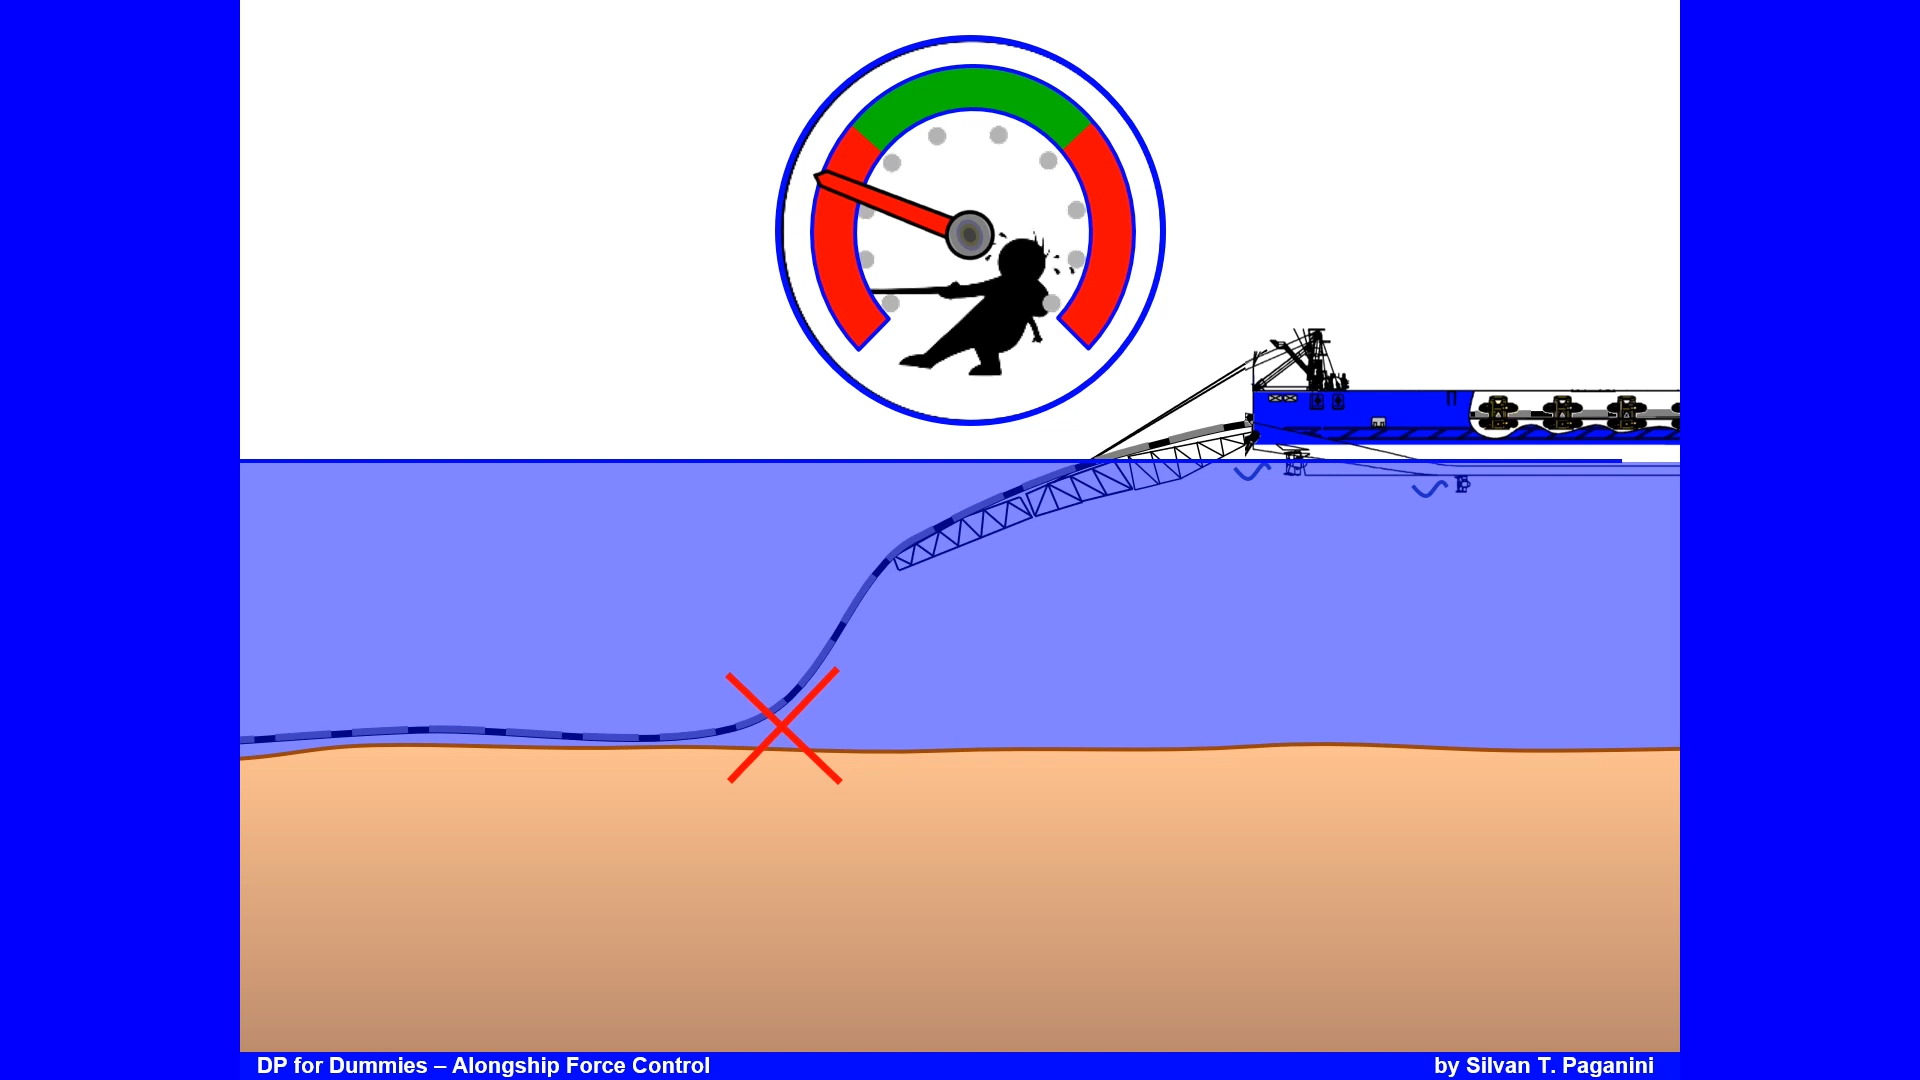 DP for Dummies – Alongship Force Control
by Silvan T. Paganini